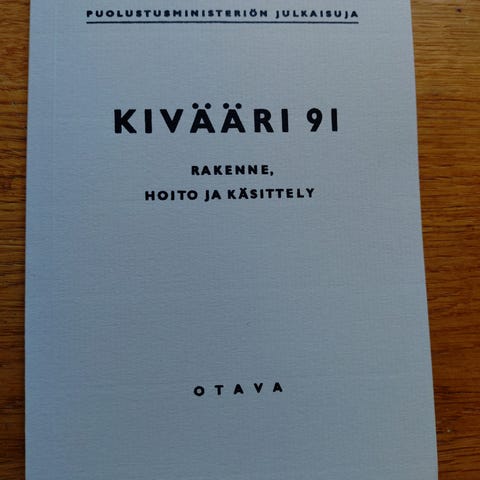 PUOLUSTUSMINISTERIÖN JULKAISUJA
KIVÄÄRI 91
RAKENNE,
HOITO JA KÄSITTELY
OTAVA